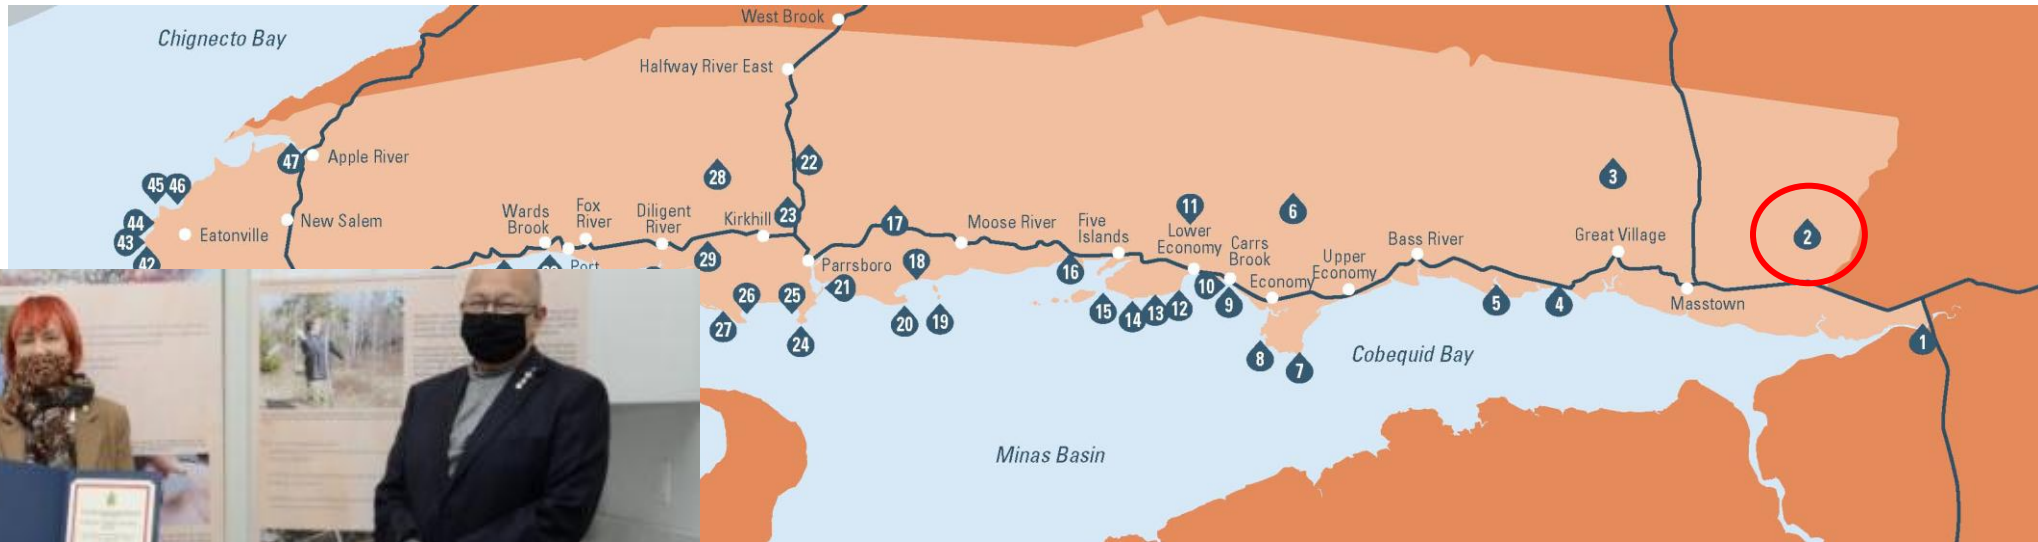 West Brook
Chignecto Bay
Halfway River East
47
Apple River
22
28
3
45
46
11
6
Wards
Brook
Fox
River
Diligent
River
Kirkhill
23
17
Moose River
Five
Islands
Lower
Economy
Carrs
Brook
Bass River
Great Village
2
44
43
42
Eatonville
New Salem
Port
29
Parrsboro
18
16
10
9
Economy
Upper
Economy
5
4
Masstown
26
25
21
27
24
20
19
15
14
13
12
8
7
1
Cobequid Bay
Minas Basin